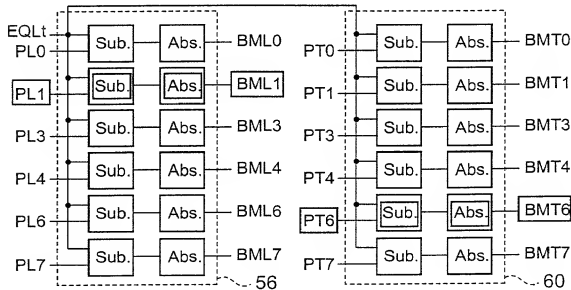 EQLt
PL0 Sub. Abs. BML0
PL1 Sub. Abs. BML1
PL3 Sub. Abs. BML3
PL4 Sub. Abs. BML4
PL6 Sub. Abs. BML6
PL7 Sub. Abs. BML7
56
PT0 Sub. Abs. BMT0
PT1 Sub. Abs. BMT1
PT3 Sub. Abs. BMT3
PT4 Sub. Abs. BMT4
PT6 Sub. Abs. BMT6
PT7 Sub. Abs. BMT7
60